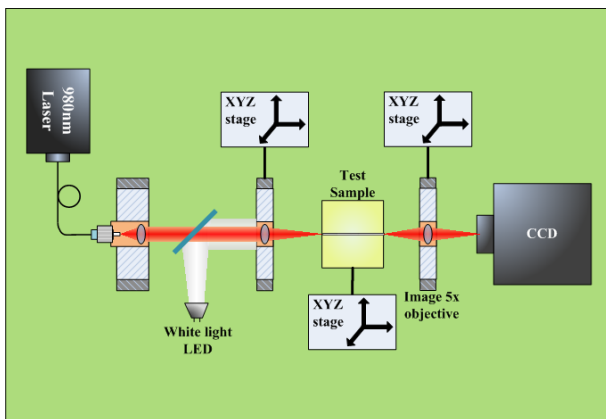 980nm
Laser
XYZ
stage
XYZ
stage
Test
Sample
CCD
Image 5x
objective
XYZ
stage
White light
LED